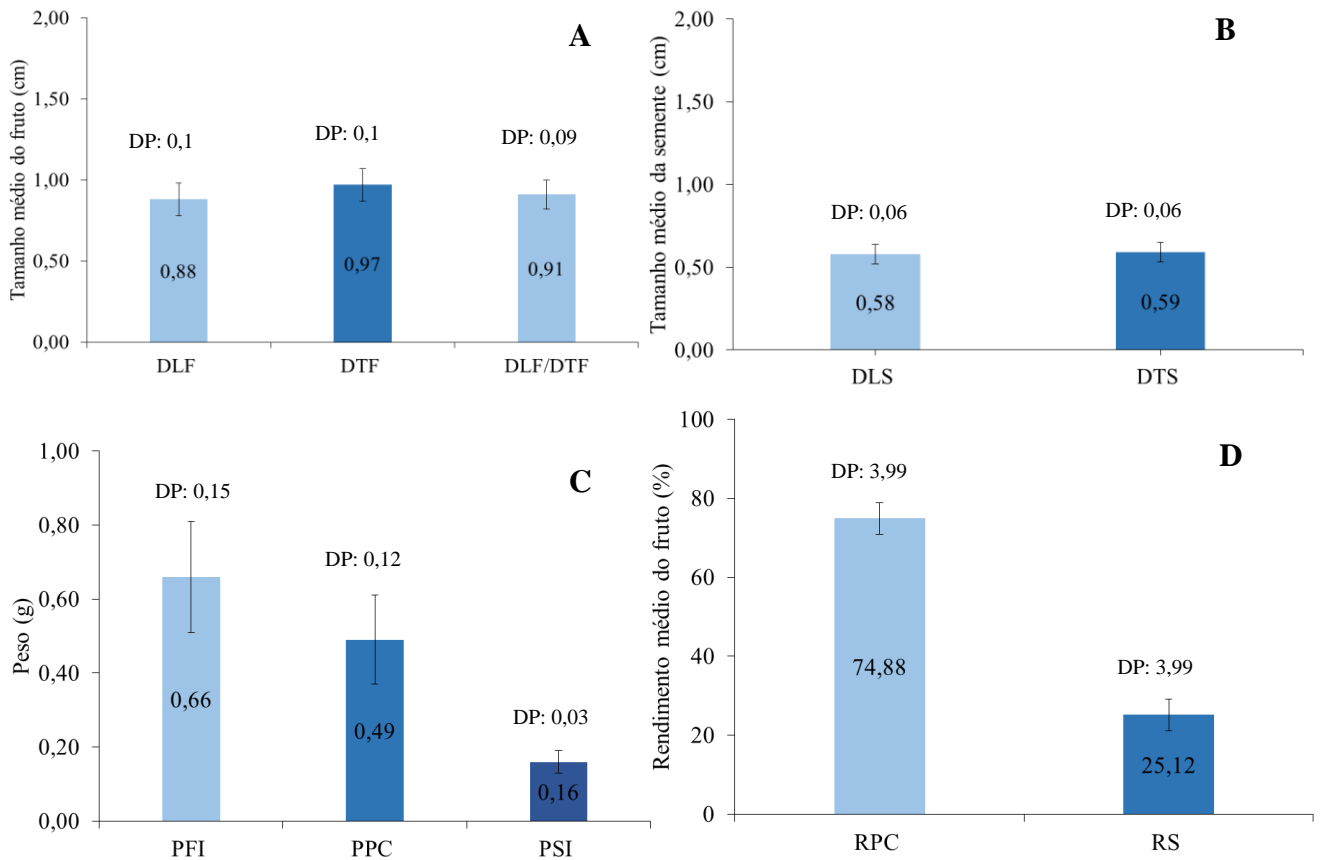 A
Tamanho médio do fruto (cm)
2,00
1,50
1,00
0,50
0,00
DP: 0,1
DP: 0,1
DP: 0,09
0,88
0,97
0,91
DLF
DTF
DLF/DTF
B
Tamanho médio da semente (cm)
2,00
1,50
1,00
0,50
0,00
DP: 0,06
DP: 0,06
0,58
0,59
DLS
DTS
C
Peso (g)
1,00
0,80
0,60
0,40
0,20
0,00
DP: 0,15
DP: 0,12
DP: 0,03
0,66
0,49
0,16
PFI
PPC
PSI
D
Rendimento médio do fruto (%)
100
80
60
40
20
0
DP: 3,99
DP: 3,99
74,88
25,12
RPC
RS